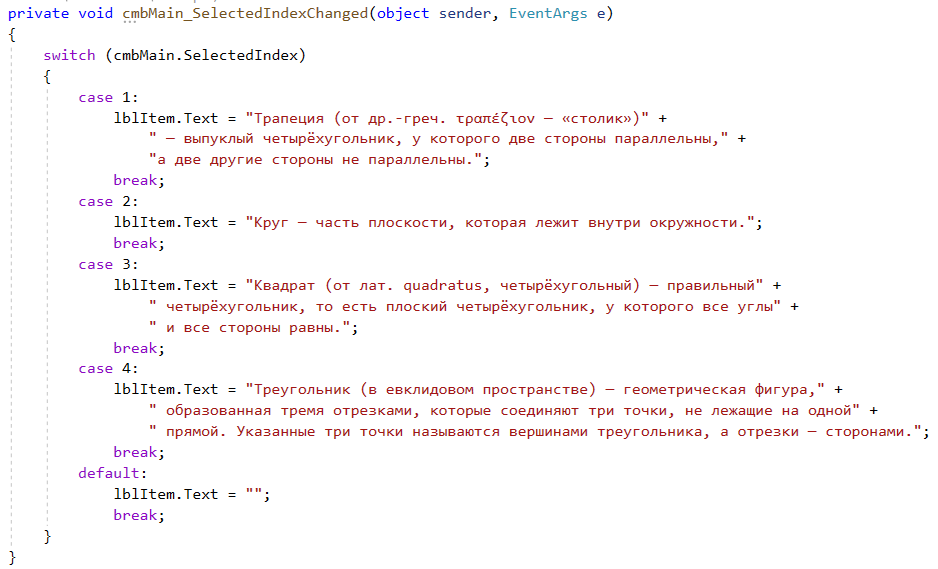 private void cmbMain_SelectedIndexChanged(object sender, EventArgs e)
{
switch (cmbMain.SelectedIndex)
{
case 1:
lblItem.Text = "Трапеция (от др.-греч. τραπέζιον — «столик»)" +
" — выпуклый четырёхугольник, у которого две стороны параллельны," +
"а две другие стороны не параллельны.";
break;
case 2:
lblItem.Text = "Круг — часть плоскости, которая лежит внутри окружности.";
break;
case 3:
lblItem.Text = "Квадрат (от лат. quadratus, четырёхугольный) — правильный" +
" четырёхугольник, то есть плоский четырёхугольник, у которого все углы" +
" и все стороны равны.";
break;
case 4:
lblItem.Text = "Треугольник (в евклидовом пространстве) — геометрическая фигура," +
" образованная тремя отрезками, которые соединяют три точки, не лежащие на одной" +
" прямой. Указанные три точки называются вершинами треугольника, а отрезки — сторонами.";
break;
default:
lblItem.Text = "";
break;
}
}